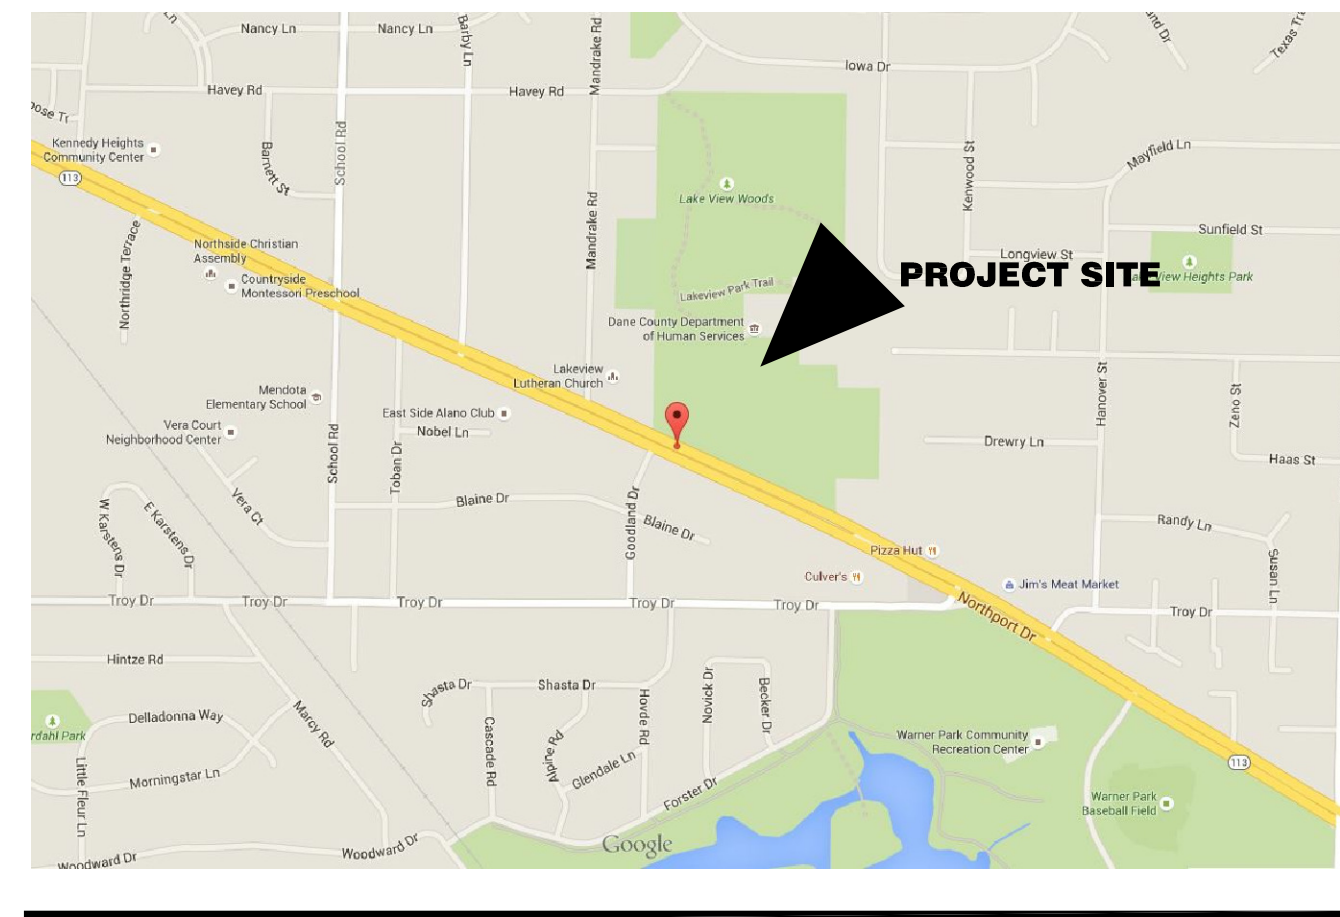 Nancy Ln
Nancy Ln
Barby Ln
Mandrake Rd
Iowa Dr
Texas
Havey Rd
Havey Rd
Kennedy Heights
Community Center
113
Barnett St
School Rd
Mandrake Rd
Lake View Woods
Kenwood St
Mayfield Ln
Sunfield St
Longview St
View Heights Park
PROJECT SITE
Northridge Terrace
Northside Christian
Assembly
Countryside
Montessori Preschool
Lakeview Park Trail
Dane County Department
of Human Services
Lakeview
Lutheran Church
Mendota
Elementary School
East Side Alano Club
Nobel Ln
Vera Court
Neighborhood Center
School Rd
Toban Dr
Hanover St
Zeno St
Drewry Ln
Haas St
Vera Ct
W Karstens Dr
E Karstens Dr
Blaine Dr
Goodland Dr
Blaine Dr
Randy Ln
Susan Ln
Pizza Hut
Culver's
Jim's Meat Market
Troy Dr
Troy Dr
Troy Dr
Troy Dr
Troy Dr
Northport Dr
Troy Dr
Hintze Rd
Shasta Dr
Shasta Dr
Hovde Rd
Novick Dr
Becker Dr
Delladonna Way
Marcy Rd
rdahl Park
Cascade Rd
Alpine Rd
Glendale Ln
Forster Dr
Morningstar Ln
Little Fleur Ln
Warner Park Community
Recreation Center
113
Warner Park
Baseball Field
Woodward Dr
Woodward Dr
Google